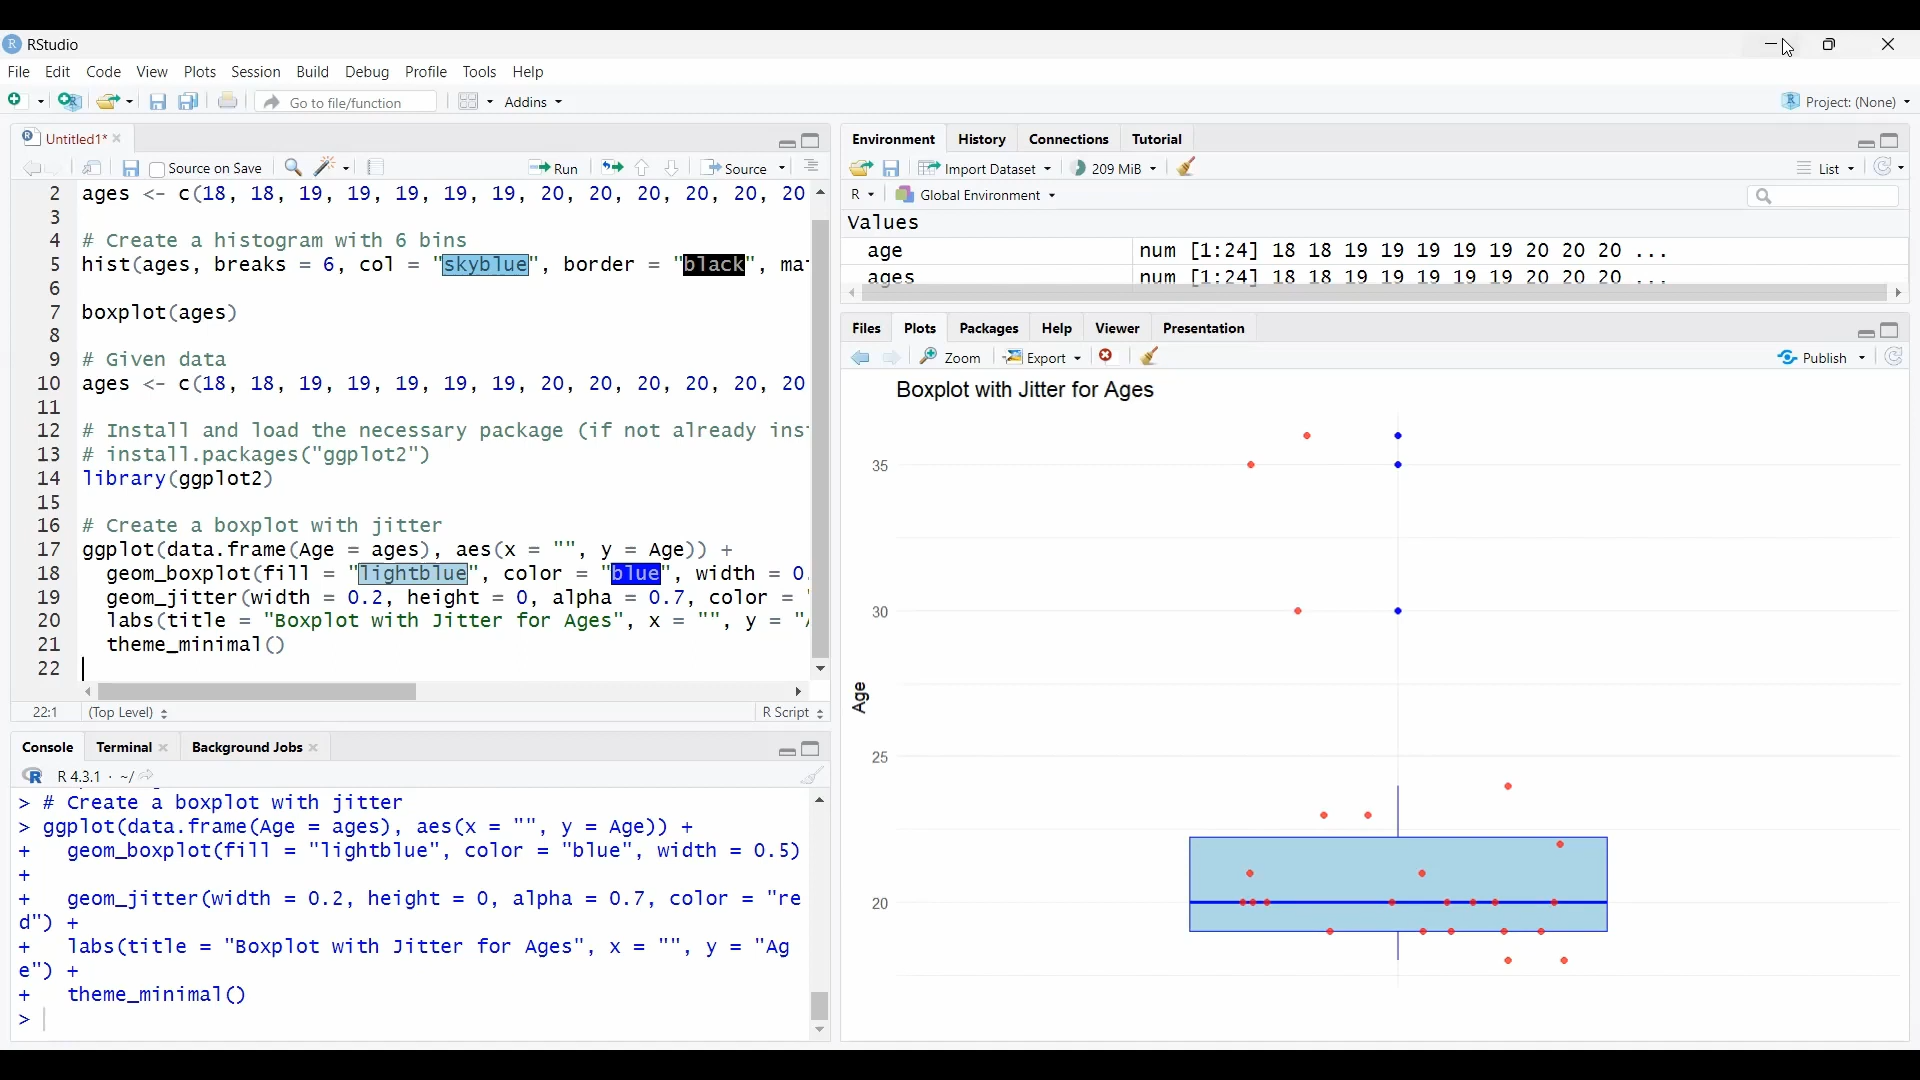 RStudio
File Edit Code View Plots Session Build Debug Profile Tools Help
Go to file/function Addins Project: (None)
Untitled1*
Source on Save Run Source
2 ages <- c(18, 18, 19, 19, 19, 19, 19, 20, 20, 20, 20, 20, 20
3
4 # Create a histogram with 6 bins
5 hist(ages, breaks = 6, col = "skyblue", border = "black", mai
6
7 boxplot(ages)
8
9 # Given data
10 ages <- c(18, 18, 19, 19, 19, 19, 19, 20, 20, 20, 20, 20, 20
11
12 # Install and load the necessary package (if not already ins
13 # install.packages("ggplot2")
14 library(ggplot2)
15
16 # Create a boxplot with jitter
17 ggplot(data.frame(Age = ages), aes(x = "", y = Age)) +
18 geom_boxplot(fill = "lightblue", color = "blue", width = 0.
19 geom_jitter(width = 0.2, height = 0, alpha = 0.7, color = "
20 labs(title = "Boxplot with Jitter for Ages", x = "", y = "A
21 theme_minimal()
22
22:1 (Top Level) R Script
Console Terminal Background Jobs
R 4.3.1 · ~/
> # Create a boxplot with jitter
> ggplot(data.frame(Age = ages), aes(x = "", y = Age)) +
+ geom_boxplot(fill = "lightblue", color = "blue", width = 0.5)
+
+ geom_jitter(width = 0.2, height = 0, alpha = 0.7, color = "re
d") +
+ labs(title = "Boxplot with Jitter for Ages", x = "", y = "Ag
e") +
+ theme_minimal()
>
Environment History Connections Tutorial
Import Dataset 209 MiB List
R Global Environment
Values
age num [1:24] 18 18 19 19 19 19 19 20 20 20 ...
ages num [1:24] 18 18 19 19 19 19 19 20 20 20 ...
Files Plots Packages Help Viewer Presentation
Zoom Export Publish
Boxplot with Jitter for Ages
35
30
Age
25
20